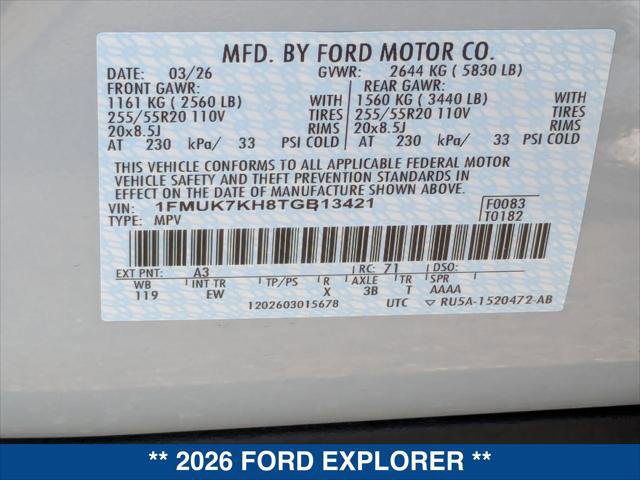 MFD. BY FORD MOTOR CO.
DATE: 03/26 GVWR: 2644 KG ( 5830 LB)
FRONT GAWR: REAR GAWR:
1161 KG ( 2560 LB) WITH 1560 KG ( 3440 LB) WITH
255/55R20 110V TIRES 255/55R20 110V TIRES
20x8.5J RIMS 20x8.5J RIMS
AT 230 kPa/ 33 PSI COLD AT 230 kPa/ 33 PSI COLD
THIS VEHICLE CONFORMS TO ALL APPLICABLE FEDERAL MOTOR
VEHICLE SAFETY AND THEFT PREVENTION STANDARDS IN
EFFECT ON THE DATE OF MANUFACTURE SHOWN ABOVE.
VIN: 1FMUK7KH8TGB13421 F0083
TYPE: MPV T0182
EXT PNT: A3 RC: 71 DSO:
WB INT TR TP/PS R AXLE TR SPR
119 EW X 3B T AAAA
1202603015678 UTC ▽ RU5A-1520472-AB
** 2026 FORD EXPLORER **